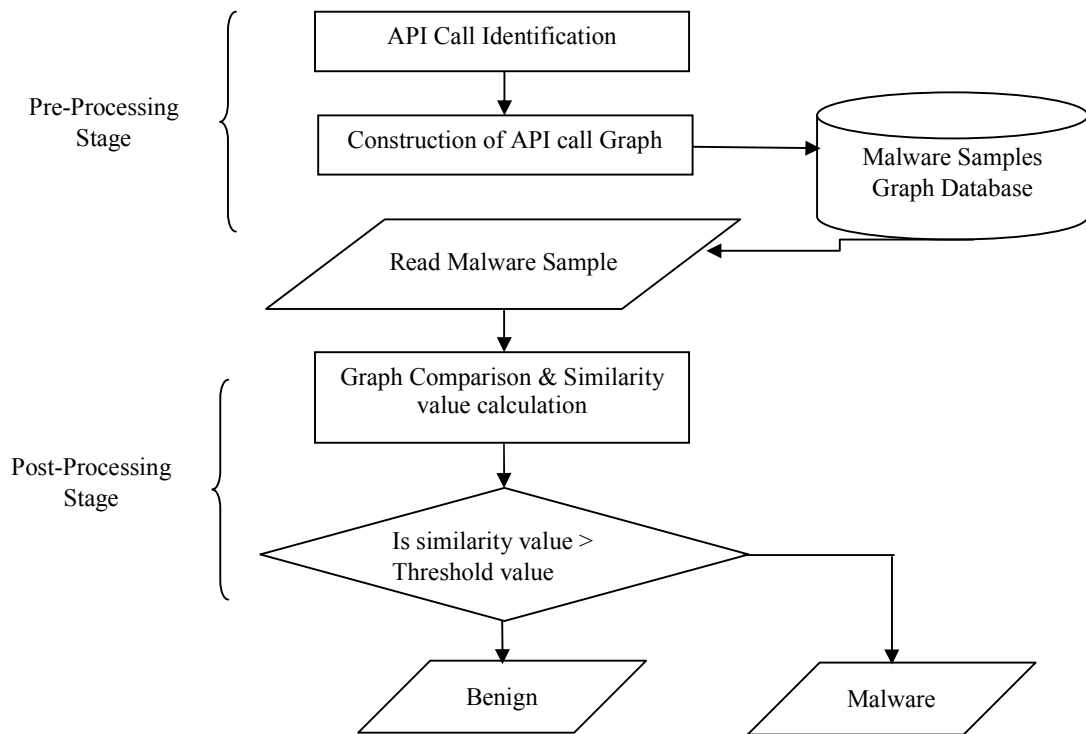 API Call Identification
Pre-Processing
Stage
Construction of API call Graph
Malware Samples
Graph Database
Read Malware Sample
Graph Comparison & Similarity
value calculation
Post-Processing
Stage
Is similarity value >
Threshold value
Benign
Malware